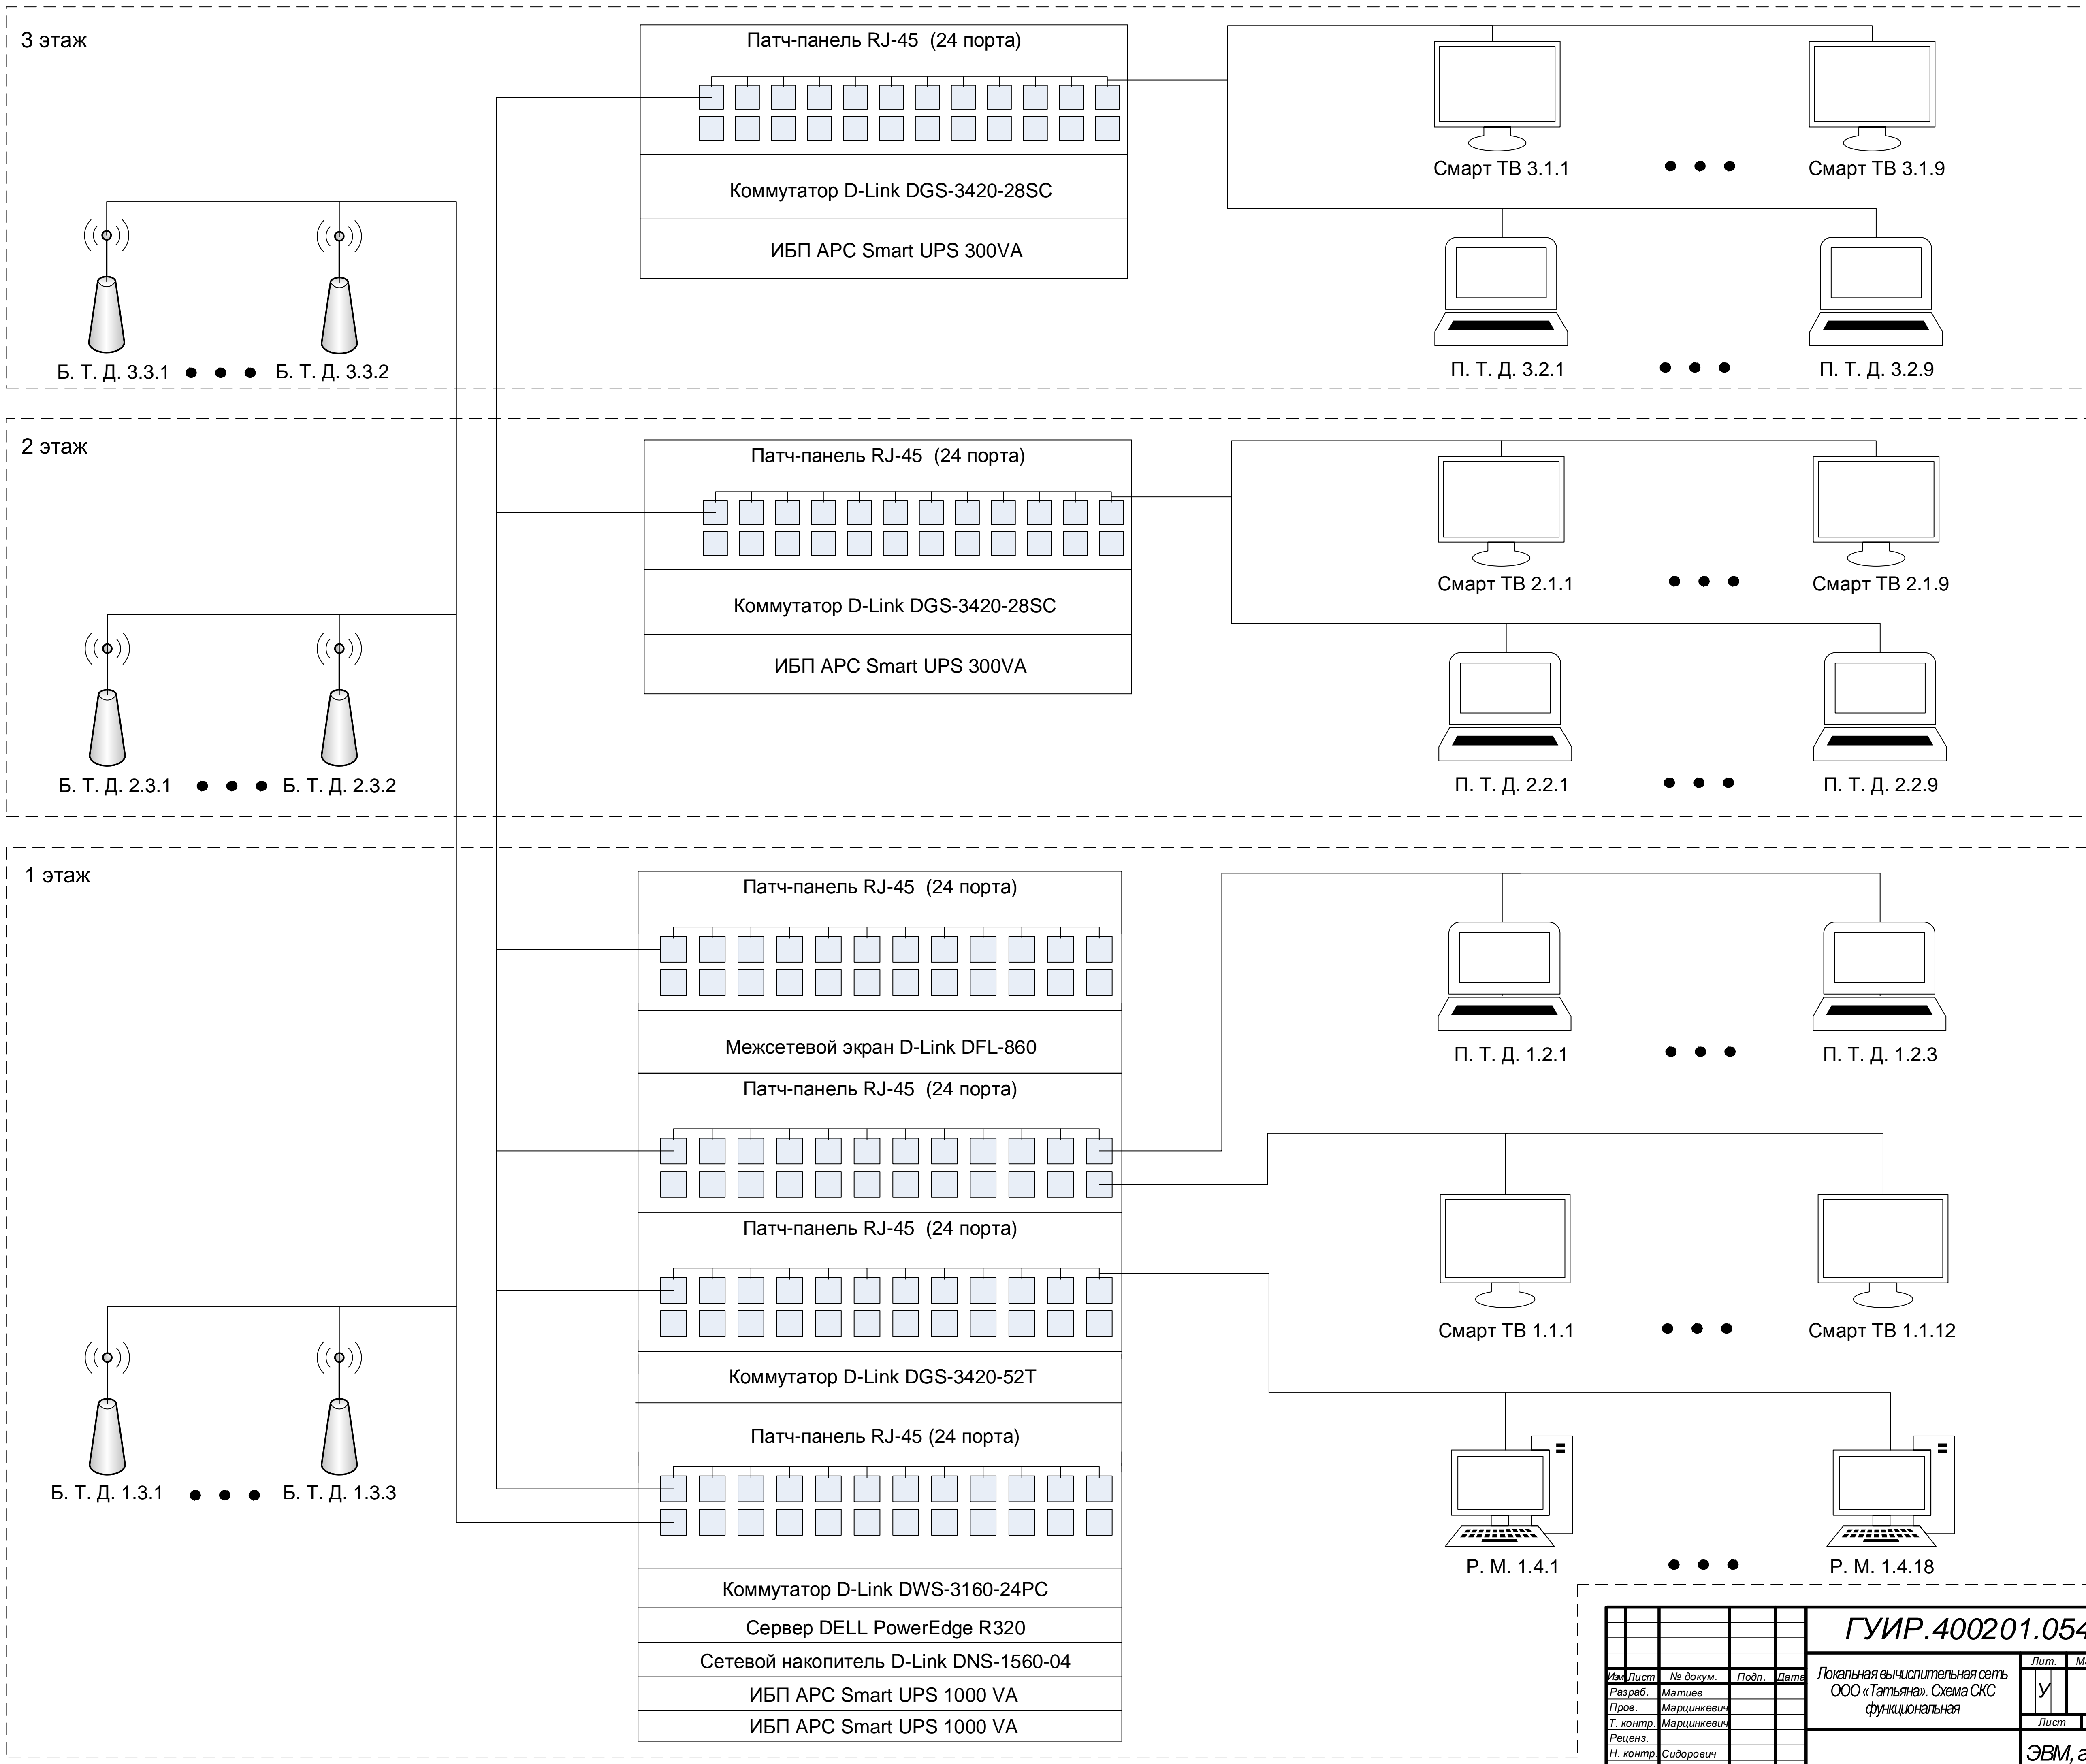 3 этаж
Патч-панель RJ-45 (24 порта)
Коммутатор D-Link DGS-3420-28SC
ИБП APC Smart UPS 300VA
Смарт ТВ 3.1.1
Смарт ТВ 3.1.9
Б. Т. Д. 3.3.1
Б. Т. Д. 3.3.2
П. Т. Д. 3.2.1
П. Т. Д. 3.2.9
2 этаж
Патч-панель RJ-45 (24 порта)
Коммутатор D-Link DGS-3420-28SC
ИБП APC Smart UPS 300VA
Смарт ТВ 2.1.1
Смарт ТВ 2.1.9
Б. Т. Д. 2.3.1
Б. Т. Д. 2.3.2
П. Т. Д. 2.2.1
П. Т. Д. 2.2.9
1 этаж
Патч-панель RJ-45 (24 порта)
Межсетевой экран D-Link DFL-860
Патч-панель RJ-45 (24 порта)
Патч-панель RJ-45 (24 порта)
Коммутатор D-Link DGS-3420-52T
Патч-панель RJ-45 (24 порта)
Коммутатор D-Link DWS-3160-24PC
Сервер DELL PowerEdge R320
Сетевой накопитель D-Link DNS-1560-04
ИБП APC Smart UPS 1000 VA
ИБП APC Smart UPS 1000 VA
П. Т. Д. 1.2.1
П. Т. Д. 1.2.3
Смарт ТВ 1.1.1
Смарт ТВ 1.1.12
Б. Т. Д. 1.3.1
Б. Т. Д. 1.3.3
Р. М. 1.4.1
Р. М. 1.4.18
ГУИР.400201.054
Изм Лист № докум. Подп. Дата
Разраб. Матиев
Пров. Марцинкевич
Т. контр. Марцинкевич
Реценз.
Н. контр. Сидорович
Локальная вычислительная сеть
ООО «Татьяна». Схема СКС
функциональная
Лит.
У
Лист
ЭВМ,